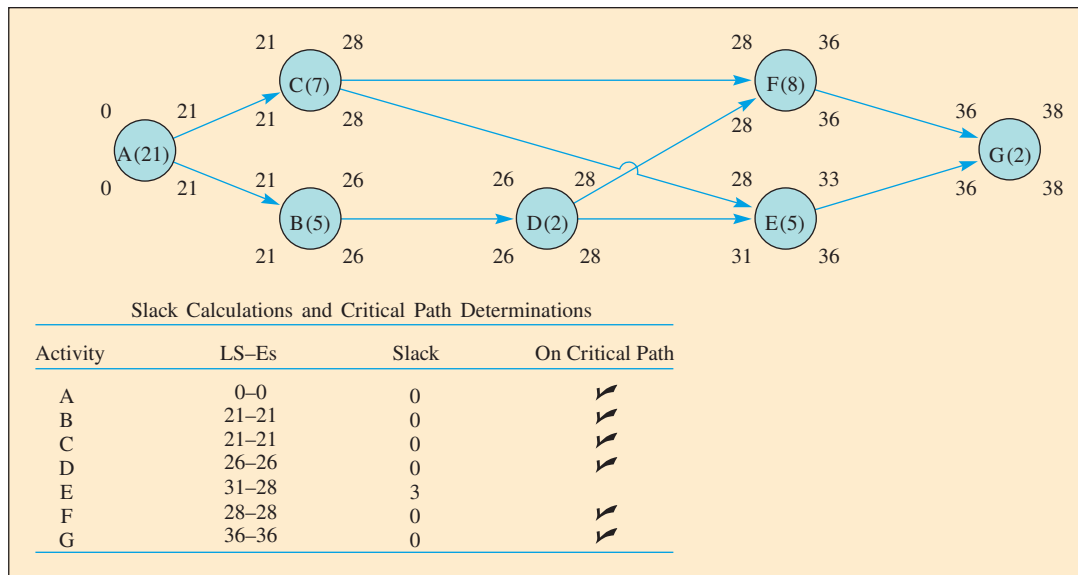 21 28 28 36
C(7) F(8)
0 21 21 28 28 36 36 38
A(21) G(2)
0 21 21 26 26 28 28 33 36 38
B(5) D(2) E(5)
21 26 26 28 31 36
Slack Calculations and Critical Path Determinations
Activity LS–Es Slack On Critical Path
A 0–0 0 ✓
B 21–21 0 ✓
C 21–21 0 ✓
D 26–26 0 ✓
E 31–28 3
F 28–28 0 ✓
G 36–36 0 ✓